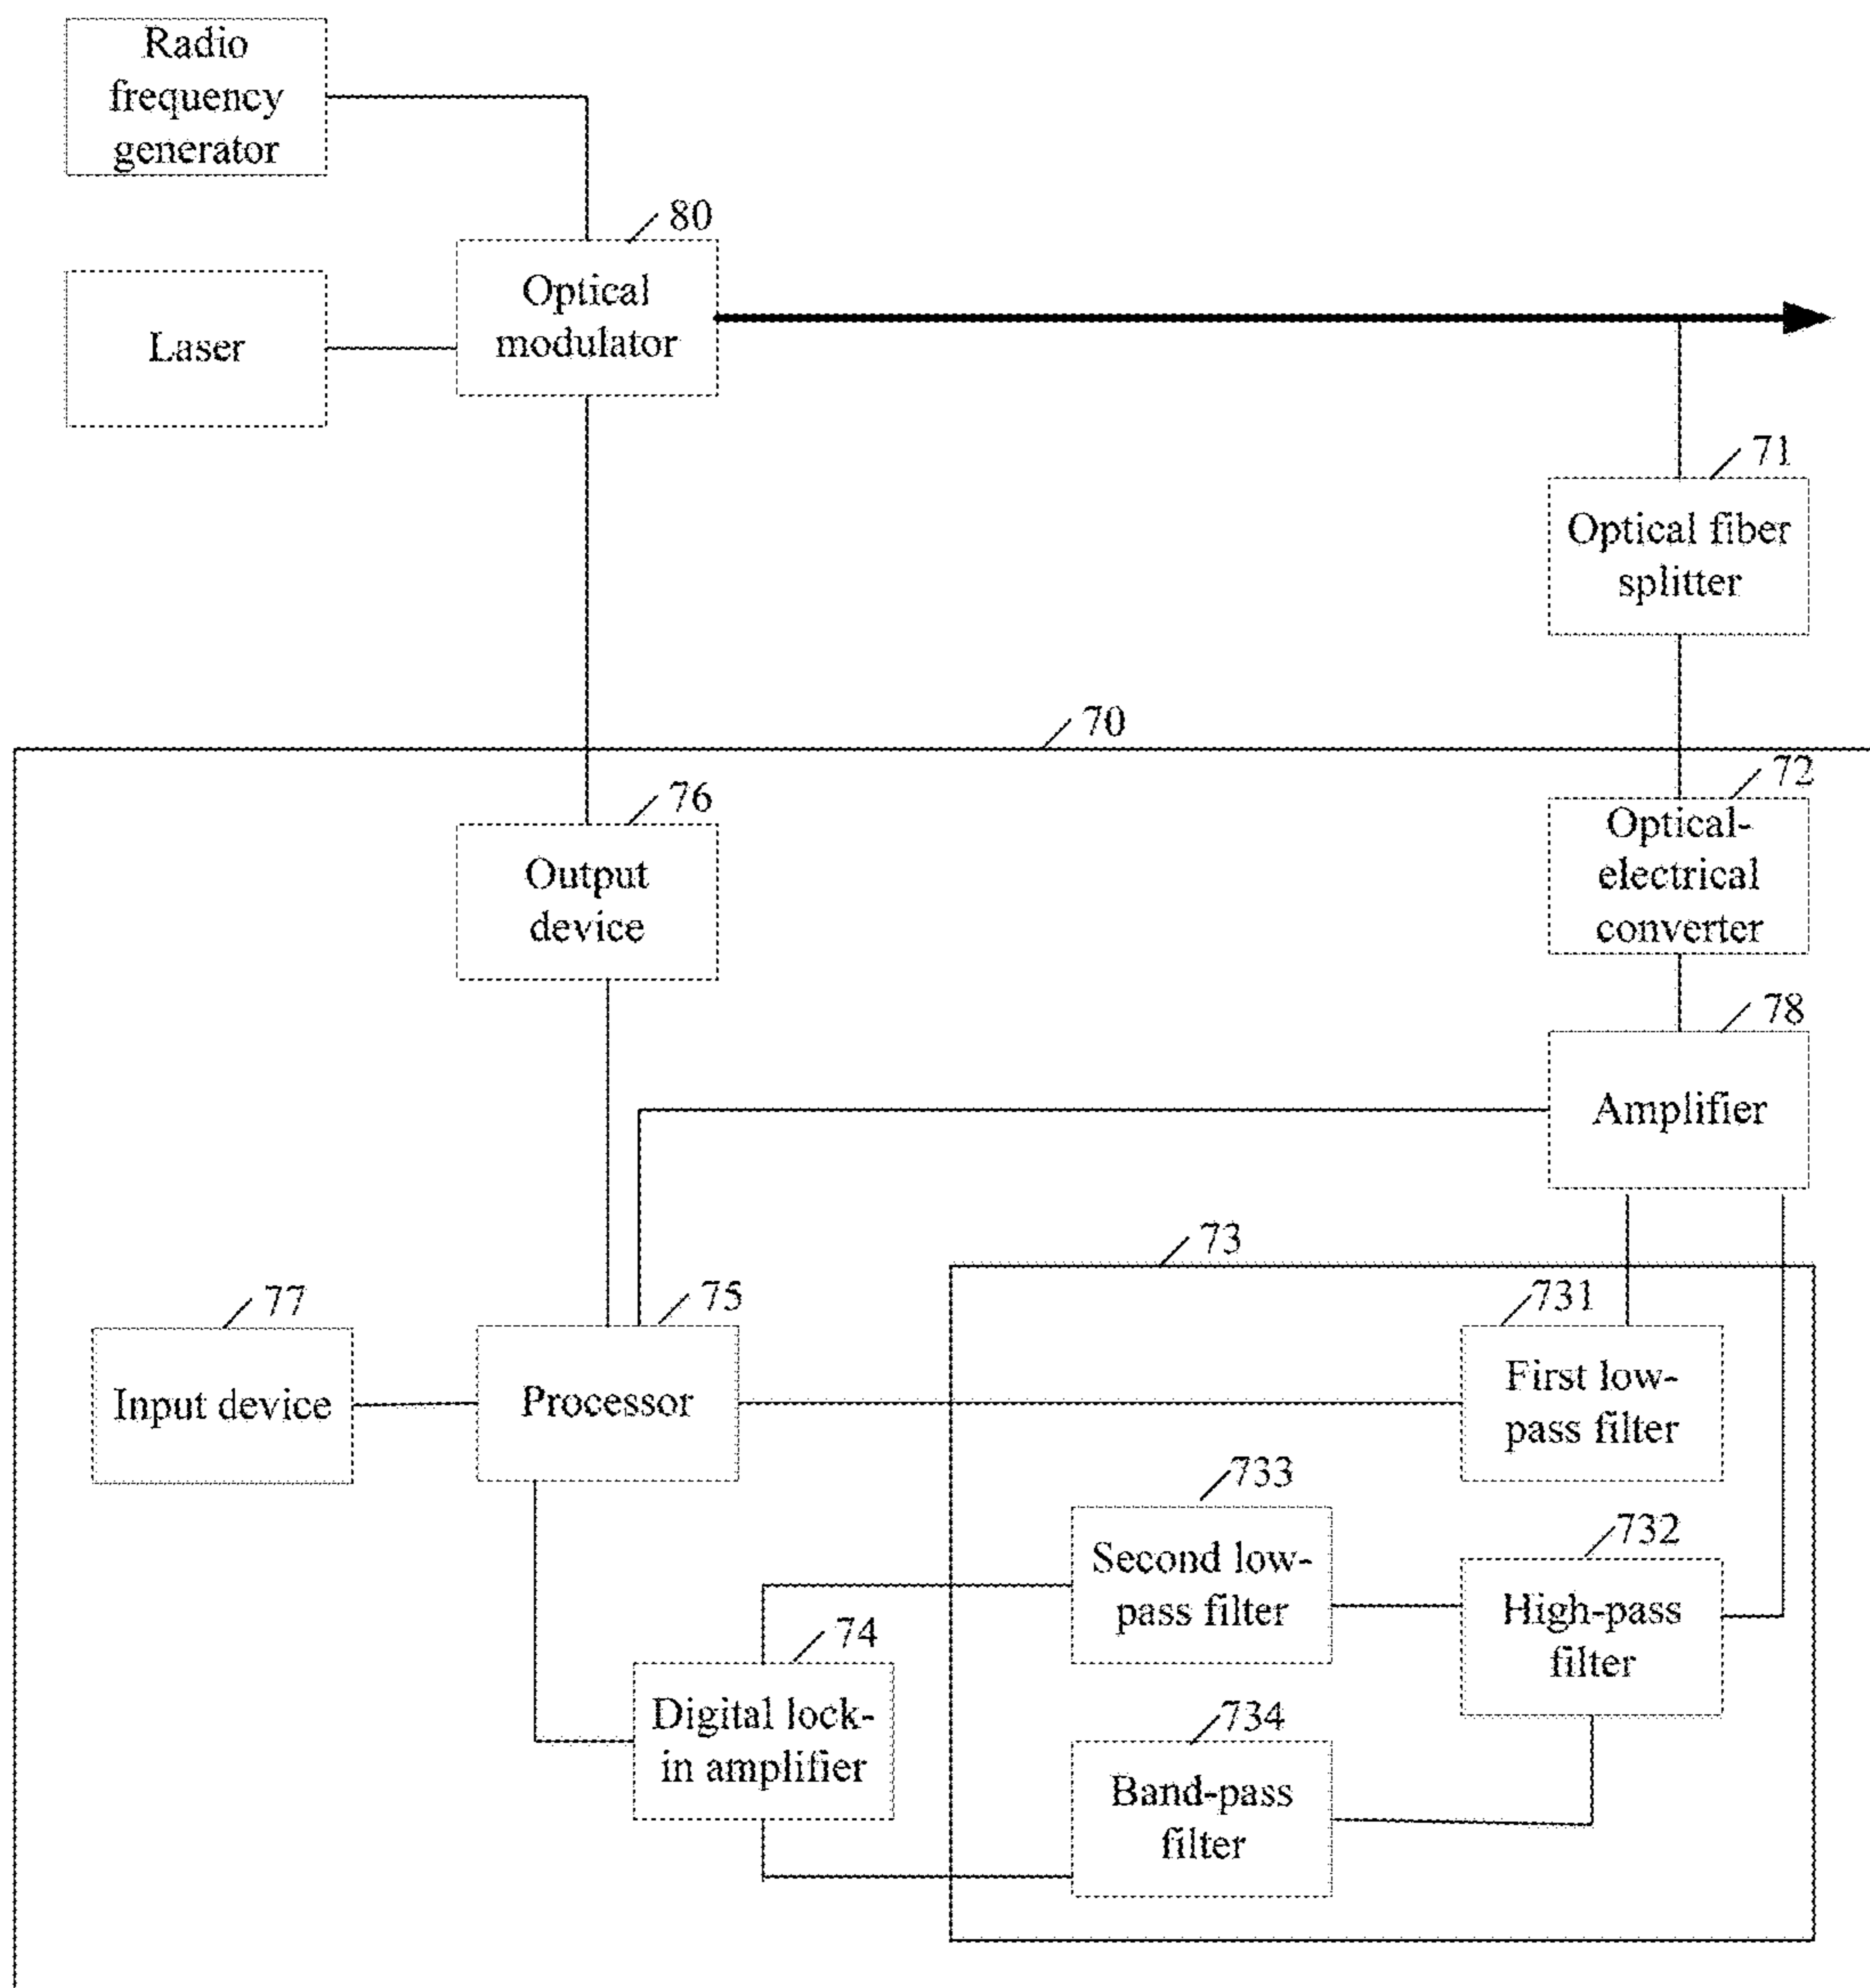 Radio
frequency
generator
80
Optical
modulator
Laser
71
Optical fiber
splitter
70
72
Optical-
electrical
converter
76
Output
device
78
Amplifier
73
77
Input device
75
Processor
731
First low-
pass filter
733
Second low-
pass filter
732
High-pass
filter
74
Digital lock-
in amplifier
734
Band-pass
filter